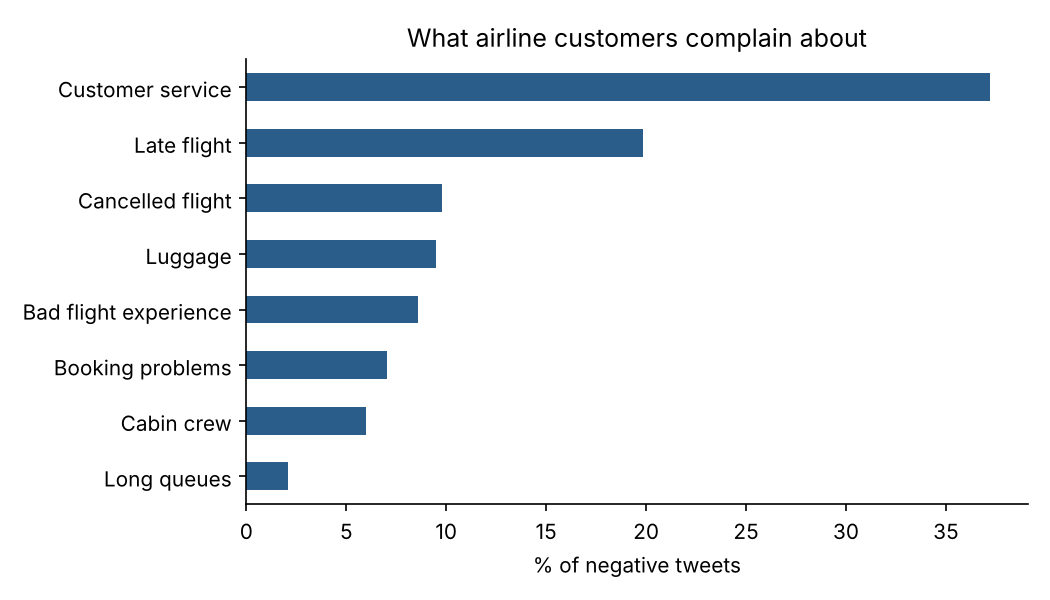 What airline customers complain about
Customer service
Late flight
Cancelled flight
Luggage
Bad flight experience
Booking problems
Cabin crew
Long queues
0 5 10 15 20 25 30 35
% of negative tweets